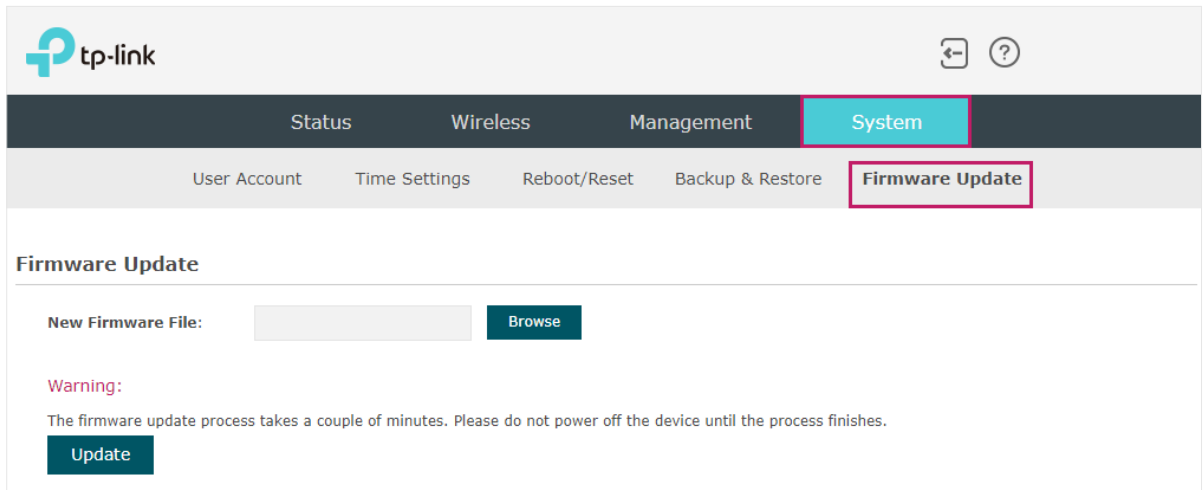 tp-link
Status Wireless Management System
User Account Time Settings Reboot/Reset Backup & Restore Firmware Update
Firmware Update
New Firmware File: Browse
Warning:
The firmware update process takes a couple of minutes. Please do not power off the device until the process finishes.
Update